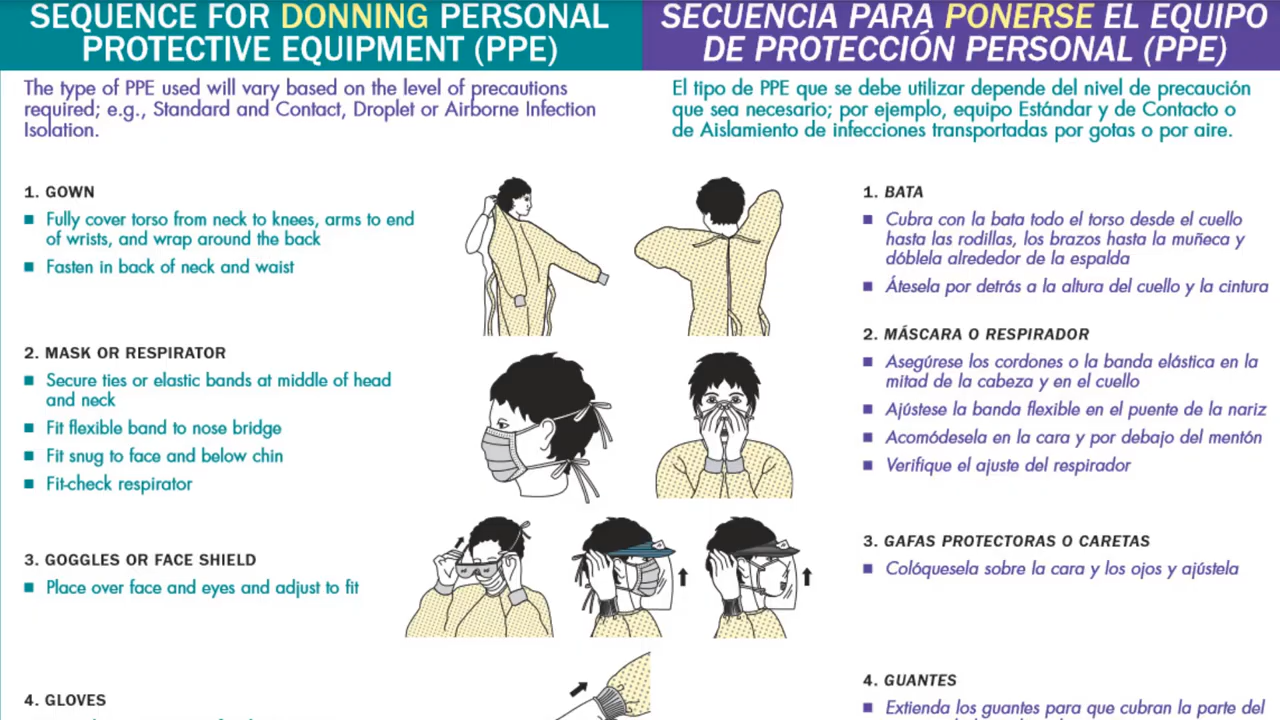 SEQUENCE FOR DONNING PERSONAL
PROTECTIVE EQUIPMENT (PPE)
The type of PPE used will vary based on the level of precautions
required; e.g., Standard and Contact, Droplet or Airborne Infection
Isolation.
1. GOWN
■ Fully cover torso from neck to knees, arms to end
of wrists, and wrap around the back
■ Fasten in back of neck and waist
2. MASK OR RESPIRATOR
■ Secure ties or elastic bands at middle of head
and neck
■ Fit flexible band to nose bridge
■ Fit snug to face and below chin
■ Fit-check respirator
3. GOGGLES OR FACE SHIELD
■ Place over face and eyes and adjust to fit
4. GLOVES
SECUENCIA PARA PONERSE EL EQUIPO
DE PROTECCIÓN PERSONAL (PPE)
El tipo de PPE que se debe utilizar depende del nivel de precaución
que sea necesario; por ejemplo, equipo Estándar y de Contacto o
de Aislamiento de infecciones transportadas por gotas o por aire.
1. BATA
■ Cubra con la bata todo el torso desde el cuello
hasta las rodillas, los brazos hasta la muñeca y
dóblela alrededor de la espalda
■ Átesela por detrás a la altura del cuello y la cintura
2. MÁSCARA O RESPIRADOR
■ Asegúrese los cordones o la banda elástica en la
mitad de la cabeza y en el cuello
■ Ajústese la banda flexible en el puente de la nariz
■ Acomódesela en la cara y por debajo del mentón
■ Verifique el ajuste del respirador
3. GAFAS PROTECTORAS O CARETAS
■ Colóquesela sobre la cara y los ojos y ajústela
4. GUANTES
■ Extienda los guantes para que cubran la parte del